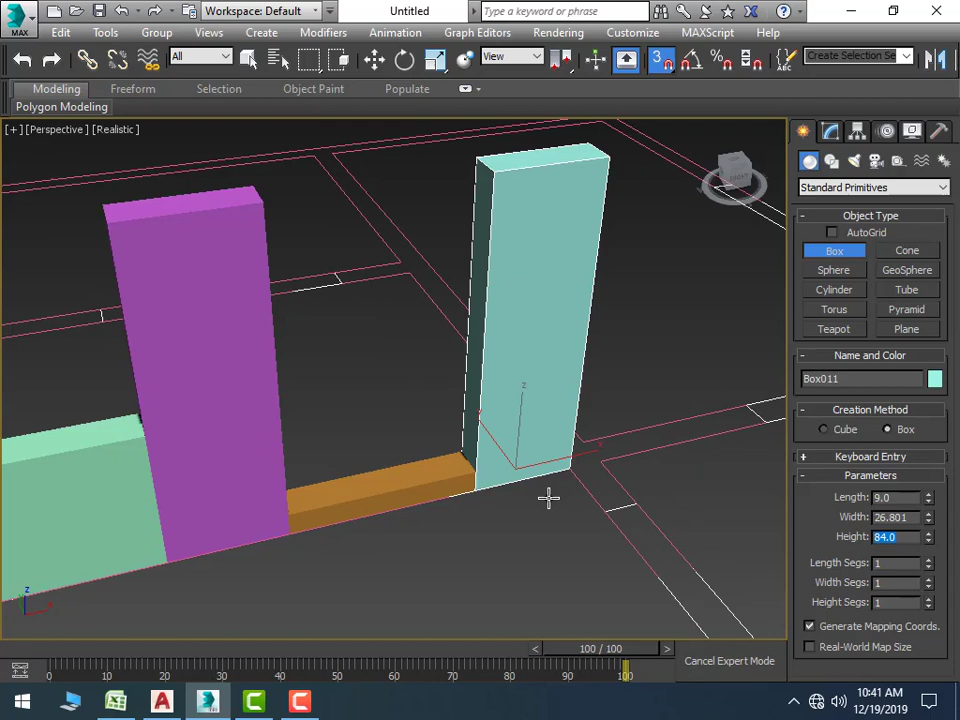 Workspace: Default
Untitled
Type a keyword or phrase
MAX
Edit Tools Group Views Create Modifiers Animation Graph Editors Rendering Customize MAXScript Help
All
View
3
Create Selection Se
Modeling Freeform Selection Object Paint Populate
Polygon Modeling
[+] [Perspective] [Realistic]
FRONT
Standard Primitives
- Object Type
AutoGrid
Box Cone
Sphere GeoSphere
Cylinder Tube
Torus Pyramid
Teapot Plane
- Name and Color
Box011
- Creation Method
Cube Box
+ Keyboard Entry
- Parameters
Length: 9.0
Width: 26.801
Height: 84.0
Length Segs: 1
Width Segs: 1
Height Segs: 1
Generate Mapping Coords.
Real-World Map Size
z
x
z
x
< 100 / 100 >
0 10 20 30 40 50 60 70 80 90 100
Cancel Expert Mode
10:41 AM
12/19/2019